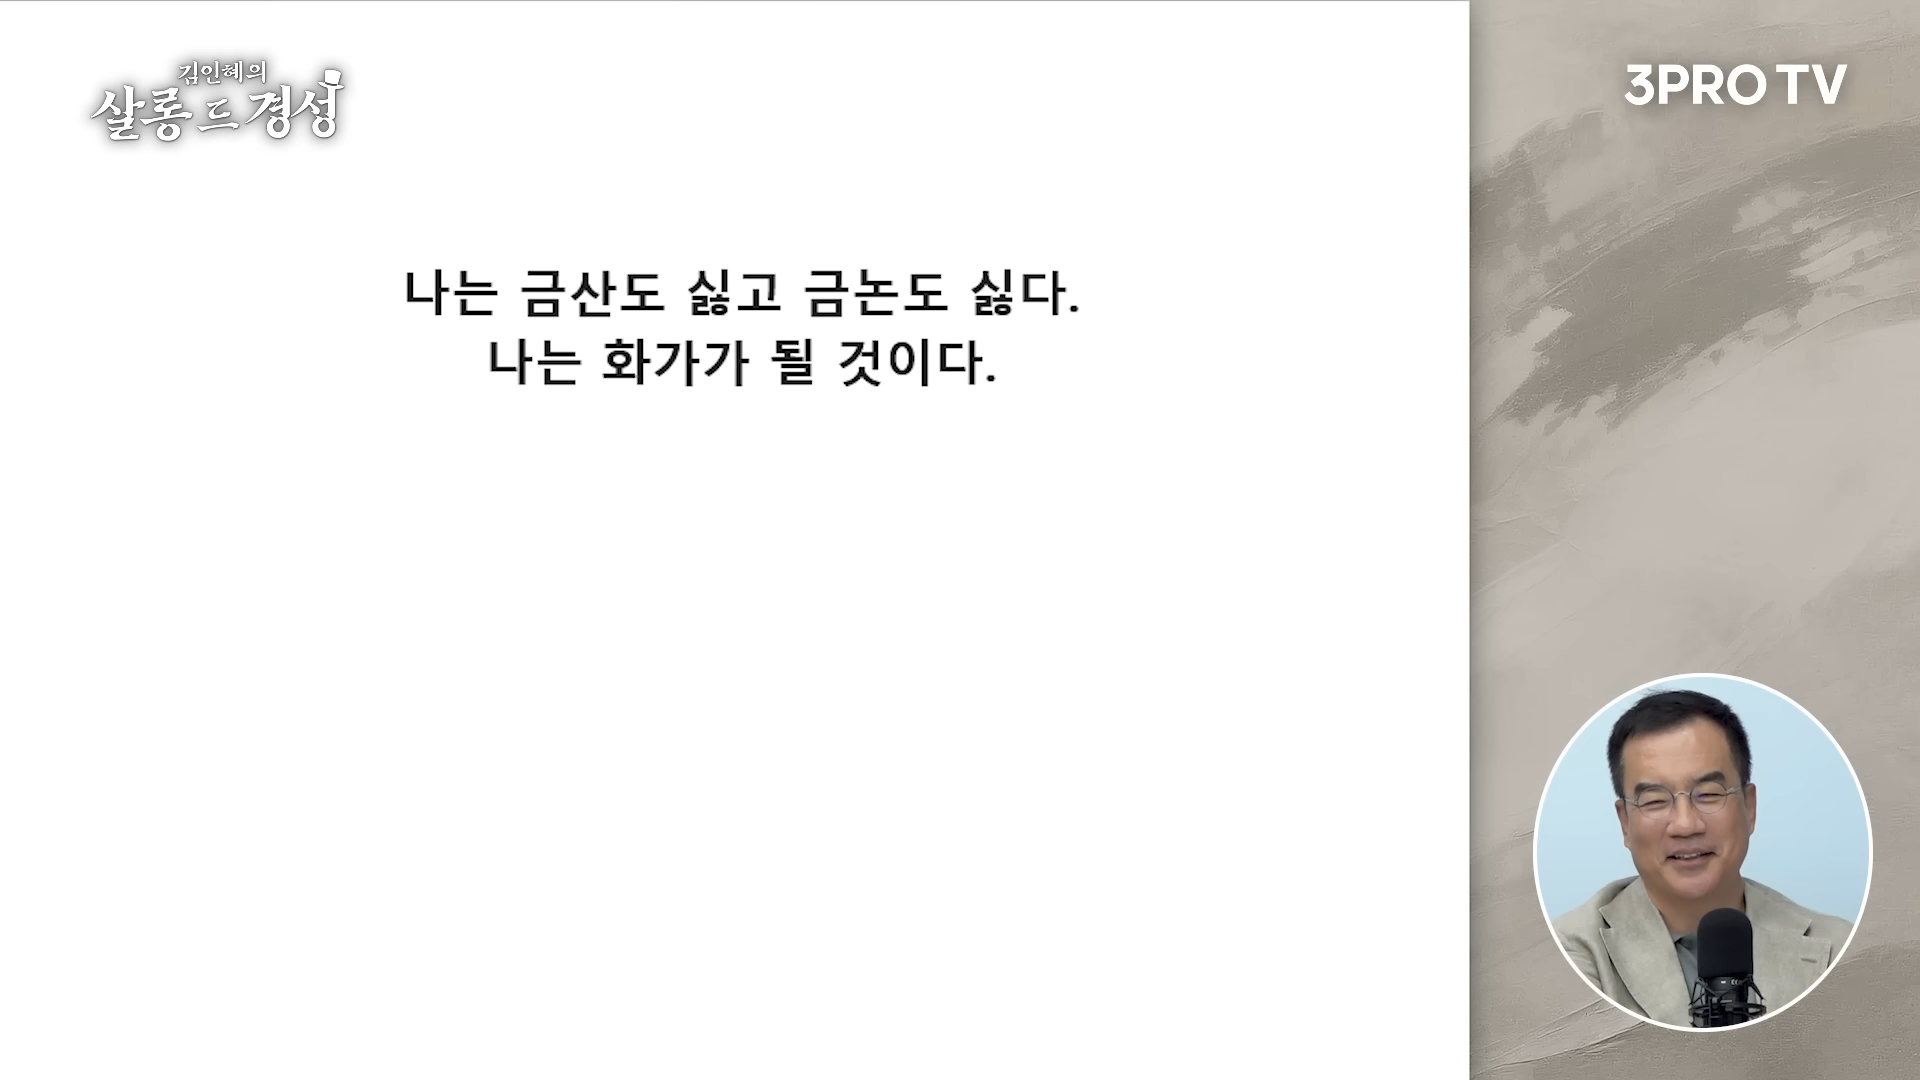 김인혜의
살롱 드 경성
3PRO TV
나는 금산도 싫고 금논도 싫다.
나는 화가가 될 것이다.